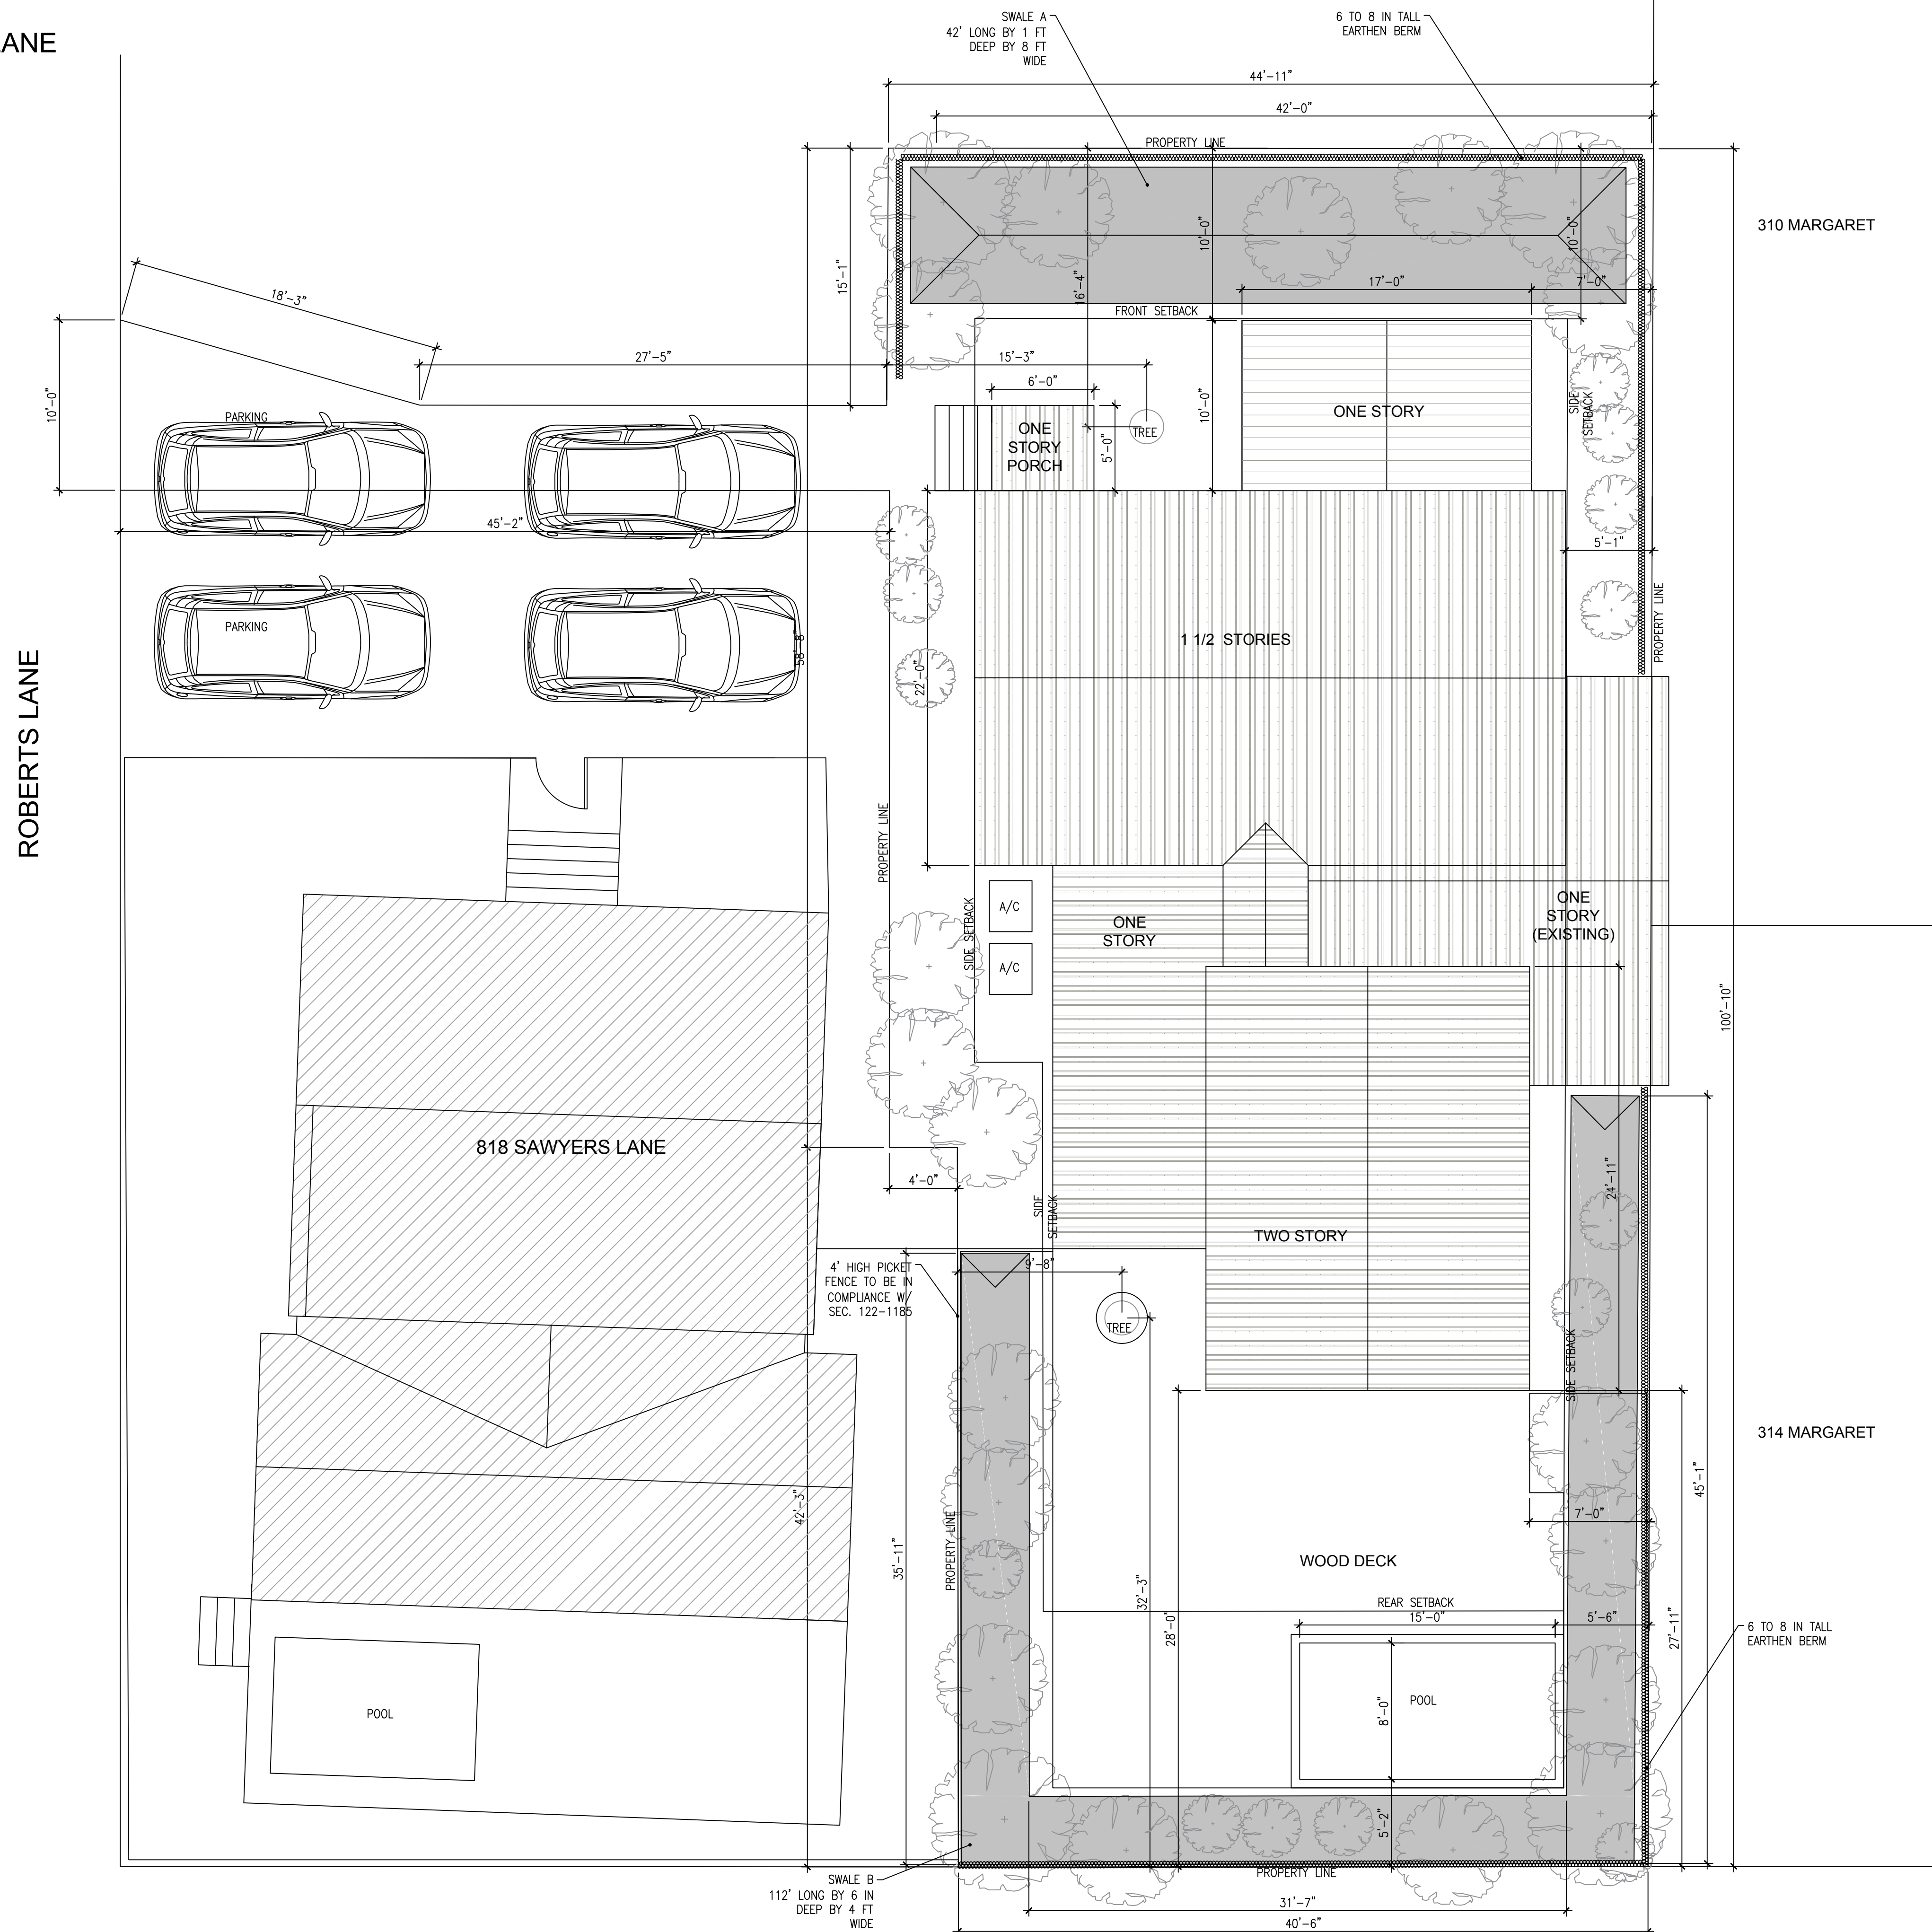 ANE
SWALE A
42' LONG BY 1 FT
DEEP BY 8 FT
WIDE
6 TO 8 IN TALL
EARTHEN BERM
44'-11"
42'-0"
PROPERTY LINE
310 MARGARET
18'-3"
15'-1"
10'-0"
10'-0"
16'-4"
17'-0"
7'-0"
FRONT SETBACK
27'-5"
15'-3"
6'-0"
10'-0"
10'-0"
PARKING
ONE
STORY
PORCH
5'-0"
TREE
ONE STORY
SIDE
SETBACK
45'-2"
5'-1"
PARKING
58'-8"
22'-0"
1 1/2 STORIES
PROPERTY LINE
ROBERTS LANE
PROPERTY LINE
SIDE SETBACK
A/C
A/C
ONE
STORY
ONE
STORY
(EXISTING)
100'-10"
818 SAWYERS LANE
4'-0"
24'-11"
SIDE
SETBACK
TWO STORY
4' HIGH PICKET
FENCE TO BE IN
COMPLIANCE W/
SEC. 122-1185
9'-8"
TREE
SIDE SETBACK
314 MARGARET
45'-1"
42'-3"
35'-11"
PROPERTY LINE
7'-0"
WOOD DECK
32'-3"
28'-0"
REAR SETBACK
15'-0"
5'-6"
27'-11"
6 TO 8 IN TALL
EARTHEN BERM
POOL
8'-0"
POOL
5'-2"
PROPERTY LINE
SWALE B
112' LONG BY 6 IN
DEEP BY 4 FT
WIDE
31'-7"
40'-6"